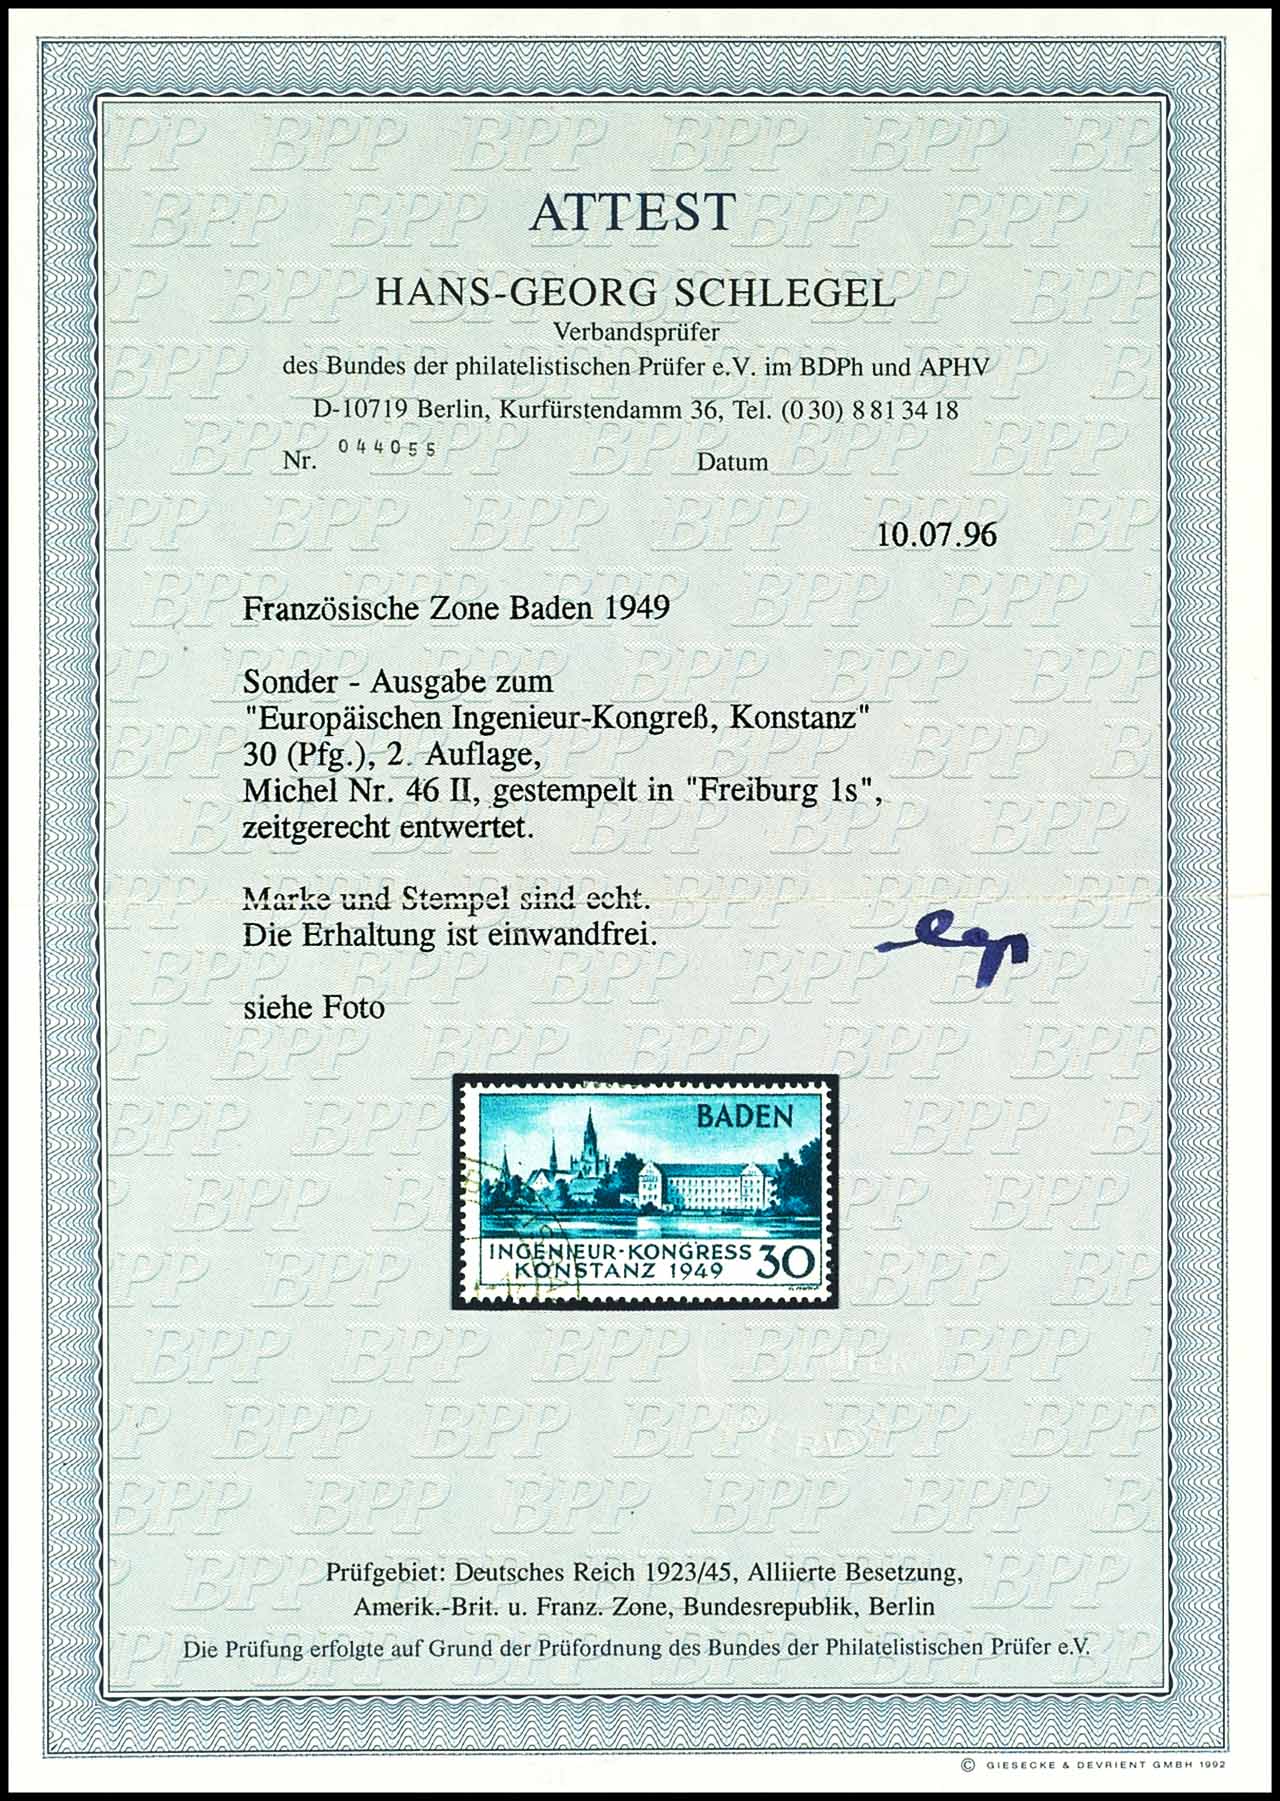 ATTEST
HANS-GEORG SCHLEGEL
Verbandsprüfer
des Bundes der philatelistischen Prüfer e.V. im BDPh und APHV
D-10719 Berlin, Kurfürstendamm 36, Tel. (030) 8 81 34 18
Nr. 044055 Datum
10.07.96
Französische Zone Baden 1949
Sonder - Ausgabe zum
"Europäischen Ingenieur-Kongreß, Konstanz"
30 (Pfg.), 2. Auflage,
Michel Nr. 46 II, gestempelt in "Freiburg 1s",
zeitgerecht entwertet.
Marke und Stempel sind echt.
Die Erhaltung ist einwandfrei.
siehe Foto
BADEN
INGENIEUR-KONGRESS 30
KONSTANZ 1949
Prüfgebiet: Deutsches Reich 1923/45, Alliierte Besetzung,
Amerik.-Brit. u. Franz. Zone, Bundesrepublik, Berlin
Die Prüfung erfolgte auf Grund der Prüfordnung des Bundes der Philatelistischen Prüfer e.V.
© GIESECKE & DEVRIENT GMBH 1992